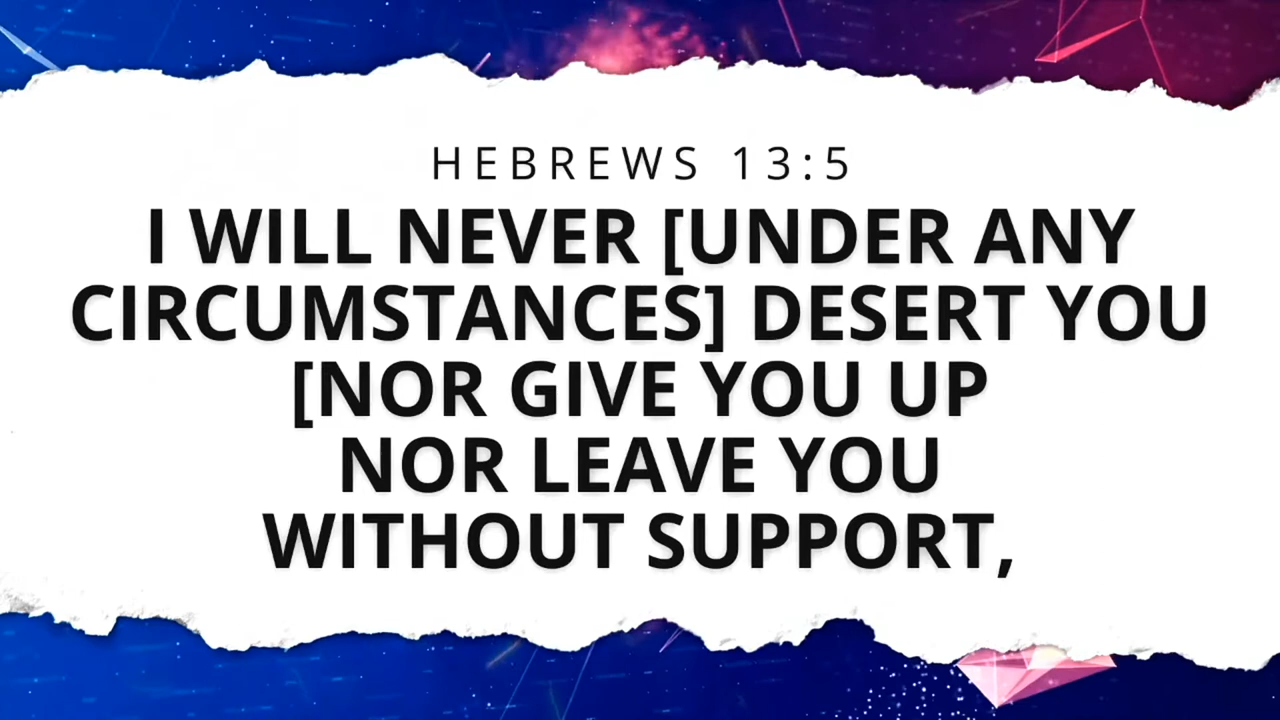 HEBREWS 13:5
I WILL NEVER [UNDER ANY
CIRCUMSTANCES] DESERT YOU
[NOR GIVE YOU UP
NOR LEAVE YOU
WITHOUT SUPPORT,